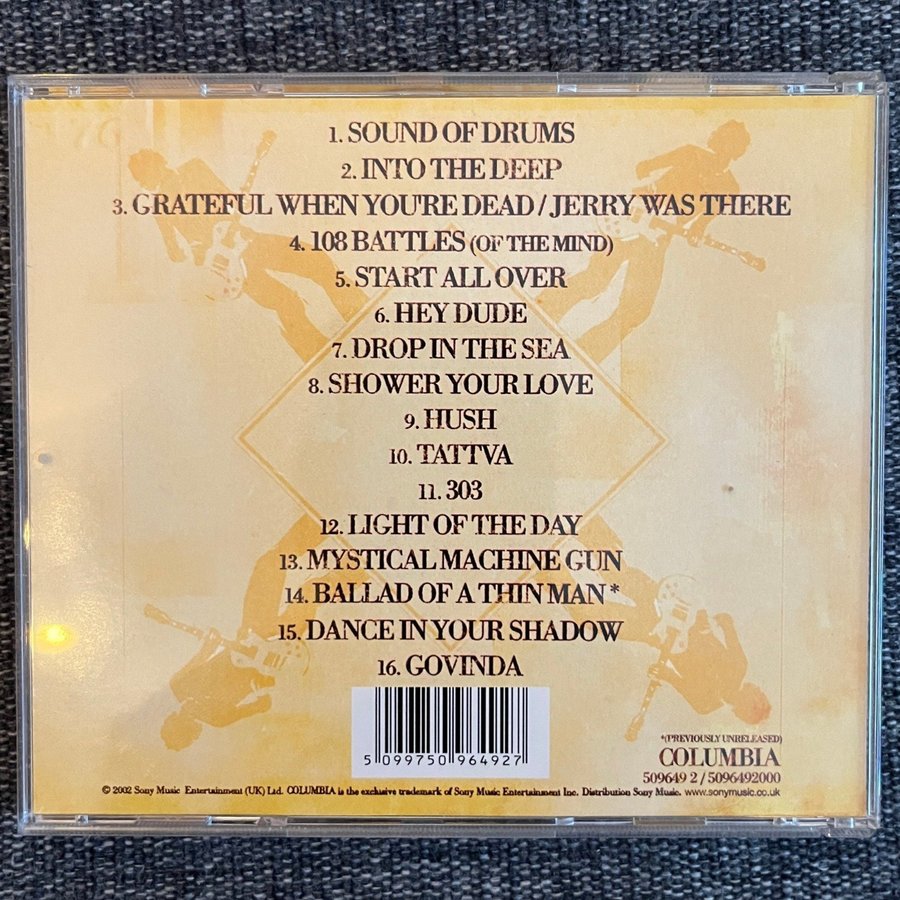 1. SOUND OF DRUMS
2. INTO THE DEEP
3. GRATEFUL WHEN YOU'RE DEAD / JERRY WAS THERE
4. 108 BATTLES (OF THE MIND)
5. START ALL OVER
6. HEY DUDE
7. DROP IN THE SEA
8. SHOWER YOUR LOVE
9. HUSH
10. TATTVA
11. 303
12. LIGHT OF THE DAY
13. MYSTICAL MACHINE GUN
14. BALLAD OF A THIN MAN *
15. DANCE IN YOUR SHADOW
16. GOVINDA
5 099750 964927
*(PREVIOUSLY UNRELEASED)
COLUMBIA
509649 2 / 5096492000
© 2002 Sony Music Entertainment (UK) Ltd. COLUMBIA is the exclusive trademark of Sony Music Entertainment Inc. Distribution Sony Music. www.sonymusic.co.uk